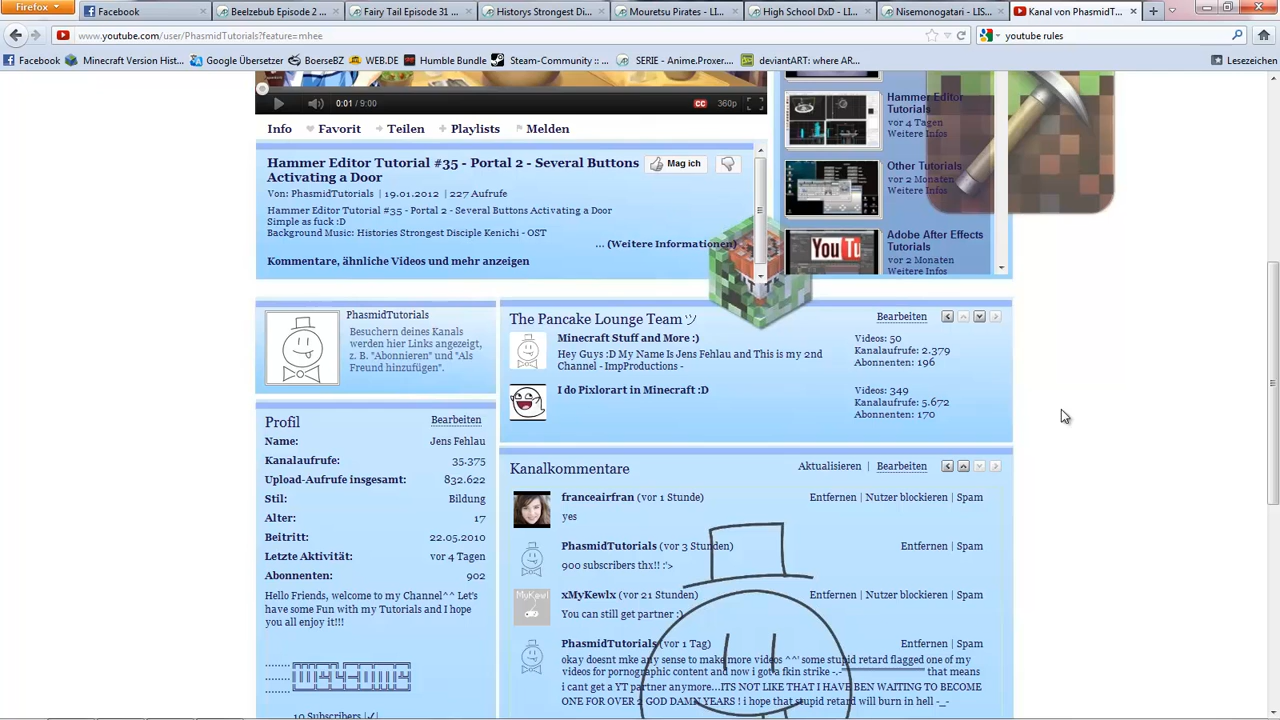 Firefox
Facebook
Beelzebub Episode 2 ...
Fairy Tail Episode 31 ...
Historys Strongest Di...
Mouretsu Pirates - LI...
High School DxD - LI...
Nisemonogatari - LIS...
Kanal von PhasmidT...
www.youtube.com/user/PhasmidTutorials?feature=mhee
youtube rules
Facebook
Minecraft Version Hist...
Google Übersetzer
BoerseBZ
WEB.DE
Humble Bundle
Steam-Community :: ...
SERIE - Anime.Proxer....
deviantART: where AR...
Lesezeichen
0:01 / 9:00
CC
360p
Info
Favorit
Teilen
Playlists
Melden
Hammer Editor Tutorial #35 - Portal 2 - Several Buttons
Activating a Door
Mag ich
Von: PhasmidTutorials | 19.01.2012 | 227 Aufrufe
Hammer Editor Tutorial #35 - Portal 2 - Several Buttons Activating a Door
Simple as fuck :D
Background Music: Histories Strongest Disciple Kenichi - OST
... (Weitere Informationen)
Kommentare, ähnliche Videos und mehr anzeigen
Hammer Editor
Tutorials
vor 4 Tagen
Weitere Infos
Other Tutorials
vor 2 Monaten
Weitere Infos
YouTu
Adobe After Effects
Tutorials
vor 2 Monaten
Weitere Infos
PhasmidTutorials
Besuchern deines Kanals
werden hier Links angezeigt,
z. B. "Abonnieren" und "Als
Freund hinzufügen".
The Pancake Lounge Teamツ
Bearbeiten
Minecraft Stuff and More :)
Hey Guys :D My Name Is Jens Fehlau and This is my 2nd
Channel - ImpProductions -
Videos: 50
Kanalaufrufe: 2.379
Abonnenten: 196
I do Pixlorart in Minecraft :D
Videos: 349
Kanalaufrufe: 5.672
Abonnenten: 170
Profil
Bearbeiten
Name: Jens Fehlau
Kanalaufrufe: 35.375
Upload-Aufrufe insgesamt: 832.622
Stil: Bildung
Alter: 17
Beitritt: 22.05.2010
Letzte Aktivität: vor 4 Tagen
Abonnenten: 902
Hello Friends, welcome to my Channel^^ Let's
have some Fun with my Tutorials and I hope
you all enjoy it!!!
10 Subscribers |√|
Kanalkommentare
Aktualisieren | Bearbeiten
franceairfran (vor 1 Stunde)
Entfernen | Nutzer blockieren | Spam
yes
PhasmidTutorials (vor 3 Stunden)
Entfernen | Spam
900 subscribers thx!! :'>
MyKewl
xMyKewlx (vor 21 Stunden)
Entfernen | Nutzer blockieren | Spam
You can still get partner :)
PhasmidTutorials (vor 1 Tag)
Entfernen | Spam
okay doesnt mke any sense to make more videos ^^' some stupid retard flagged one of my
videos for pornographic content and now i got a fkin strike -.- that means
i cant get a YT partner anymore...ITS NOT LIKE THAT I HAVE BEN WAITING TO BECOME
ONE FOR OVER 2 GOD DAMN YEARS ! i hope that stupid retard will burn in hell -_-